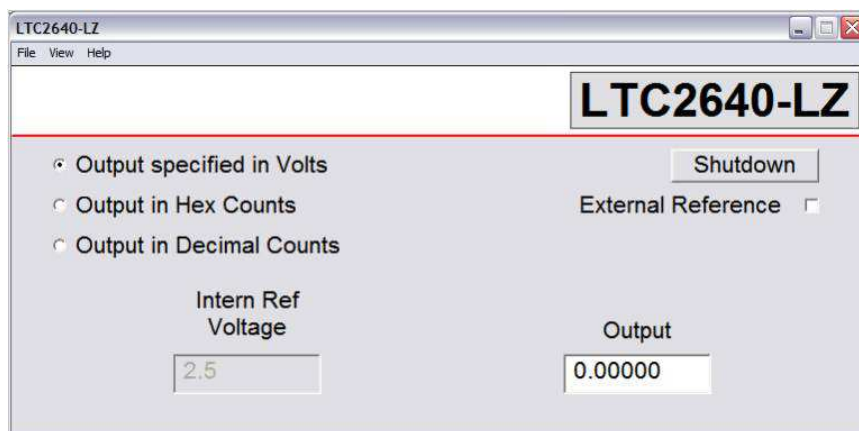 LTC2640-LZ
File View Help
LTC2640-LZ
Output specified in Volts
Shutdown
Output in Hex Counts
External Reference
Output in Decimal Counts
Intern Ref
Voltage
Output
2.5
0.00000